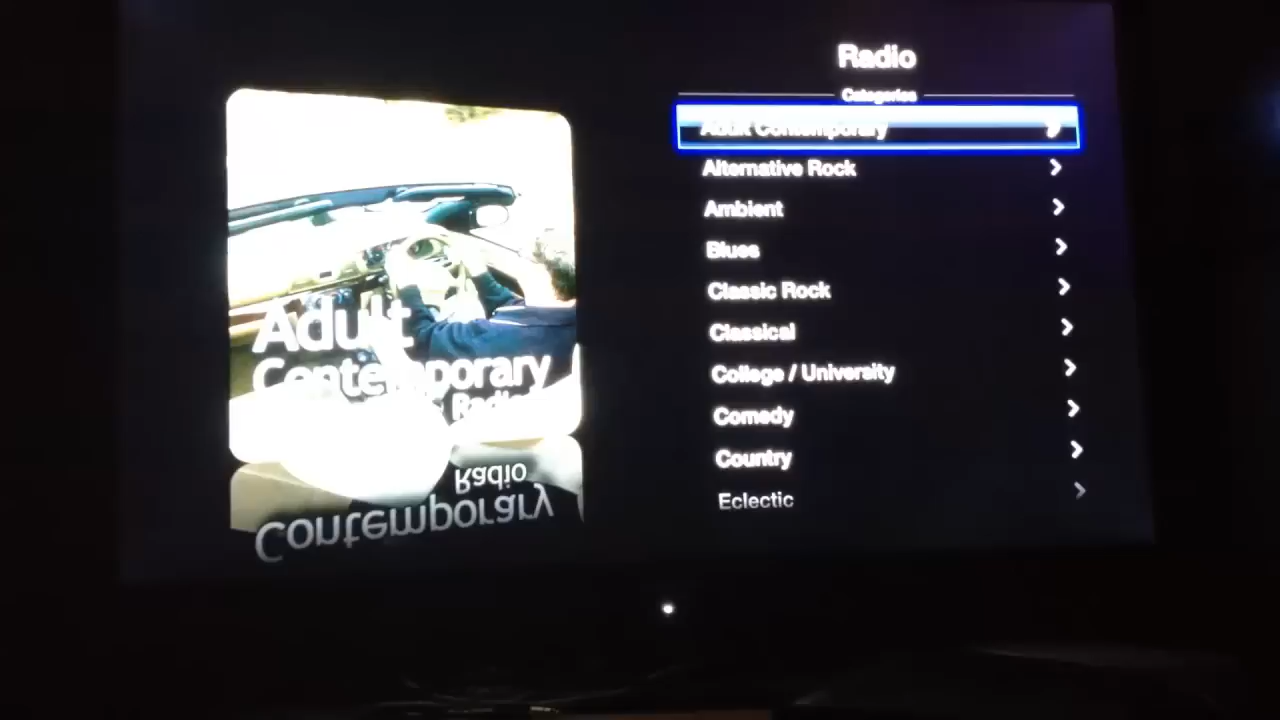 Radio
Categories
Adult Contemporary
Alternative Rock
Ambient
Blues
Classic Rock
Classical
College / University
Comedy
Country
Eclectic
Adult
Contemporary
Radio
Radio
Contemporary